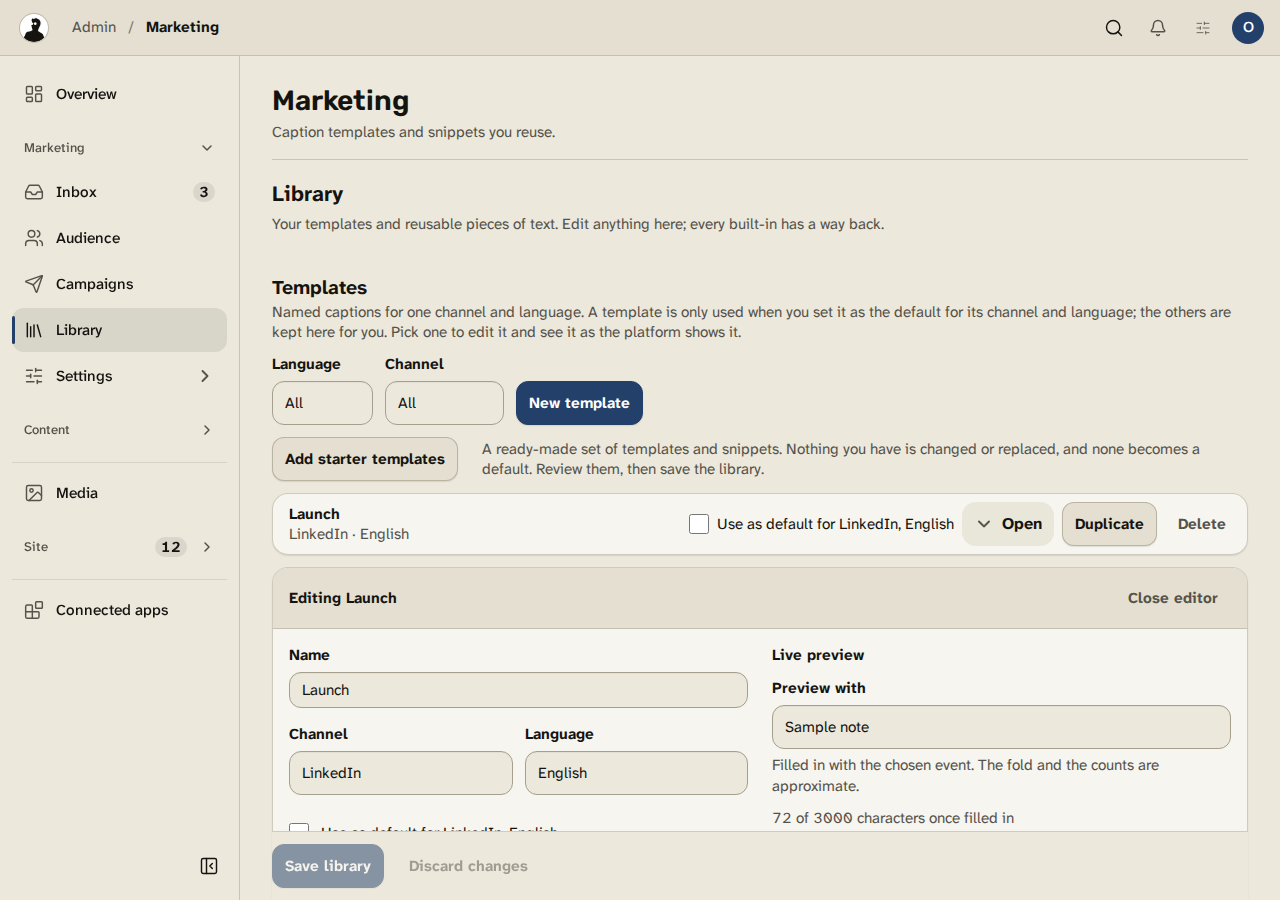 Admin / Marketing
O
Overview
Marketing
Inbox 3
Audience
Campaigns
Library
Settings
Content
Media
Site 12
Connected apps
Marketing
Caption templates and snippets you reuse.
Library
Your templates and reusable pieces of text. Edit anything here; every built-in has a way back.
Templates
Named captions for one channel and language. A template is only used when you set it as the default for its channel and language; the others are
kept here for you. Pick one to edit it and see it as the platform shows it.
Language Channel
All All New template
Add starter templates
A ready-made set of templates and snippets. Nothing you have is changed or replaced, and none becomes a
default. Review them, then save the library.
Launch
LinkedIn · English
Use as default for LinkedIn, English Open Duplicate Delete
Editing Launch Close editor
Name
Launch
Channel Language
LinkedIn English
Use as default for LinkedIn, English
Live preview
Preview with
Sample note
Filled in with the chosen event. The fold and the counts are
approximate.
72 of 3000 characters once filled in
Save library Discard changes